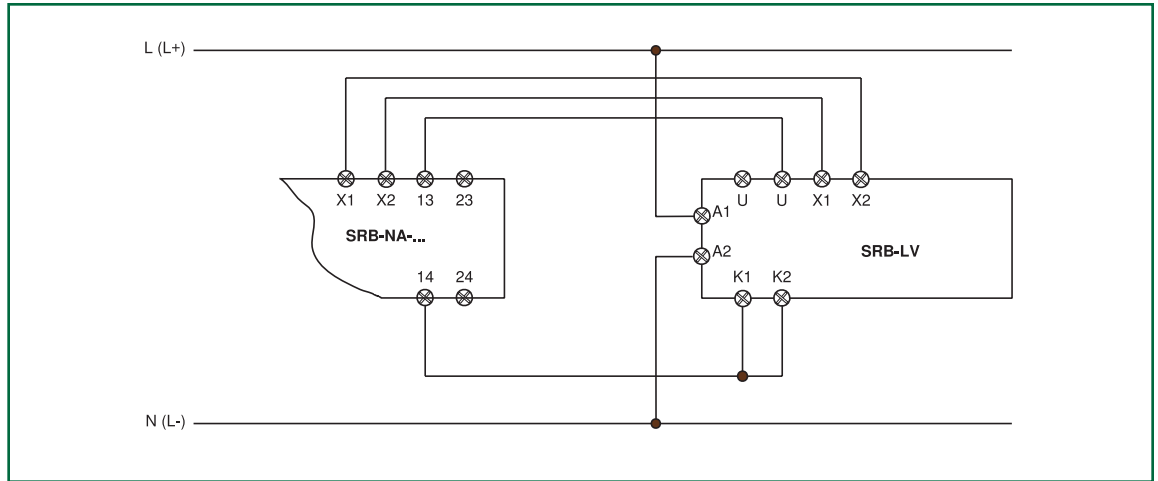 L (L+)
X1 X2 13 23
SRB-NA-...
14 24
U U X1 X2
A1
A2
SRB-LV
K1 K2
N (L-)